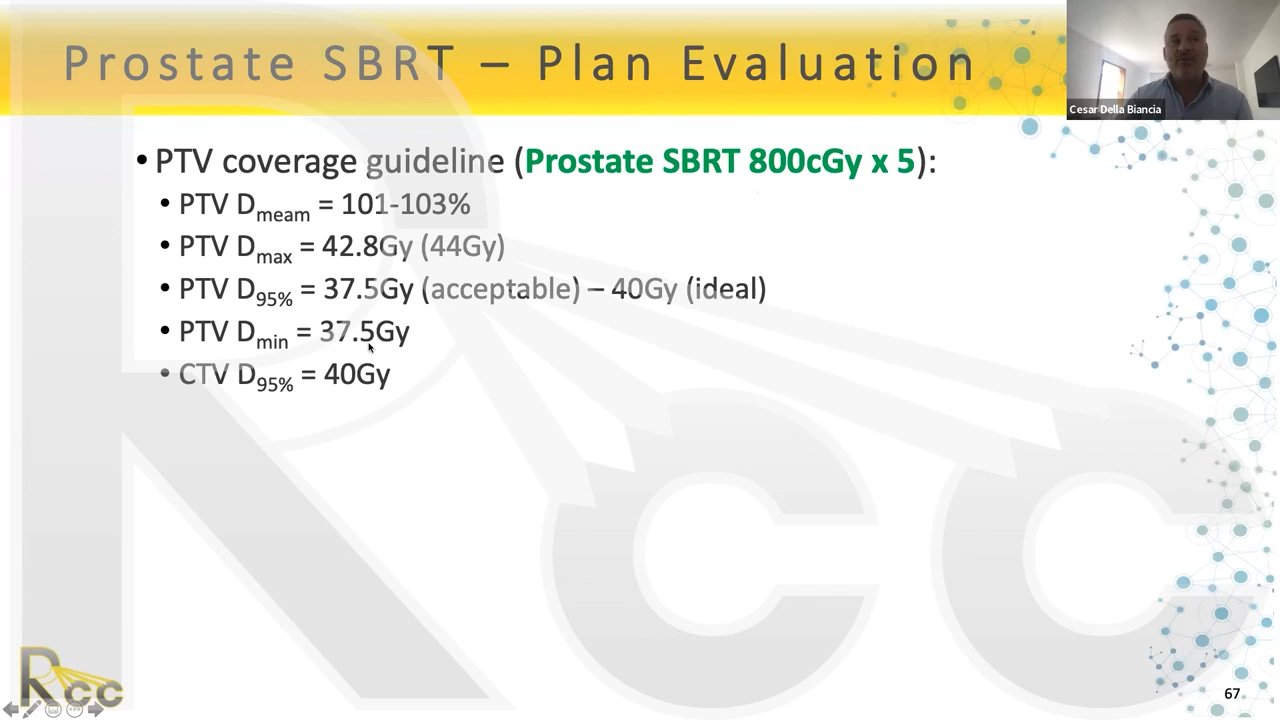 Prostate SBRT – Plan Evaluation
Cesar Della Biancia
• PTV coverage guideline (Prostate SBRT 800cGy x 5):
• PTV Dmeam = 101-103%
• PTV Dmax = 42.8Gy (44Gy)
• PTV D95% = 37.5Gy (acceptable) – 40Gy (ideal)
• PTV Dmin = 37.5Gy
• CTV D95% = 40Gy
Rcc
Rcc
67